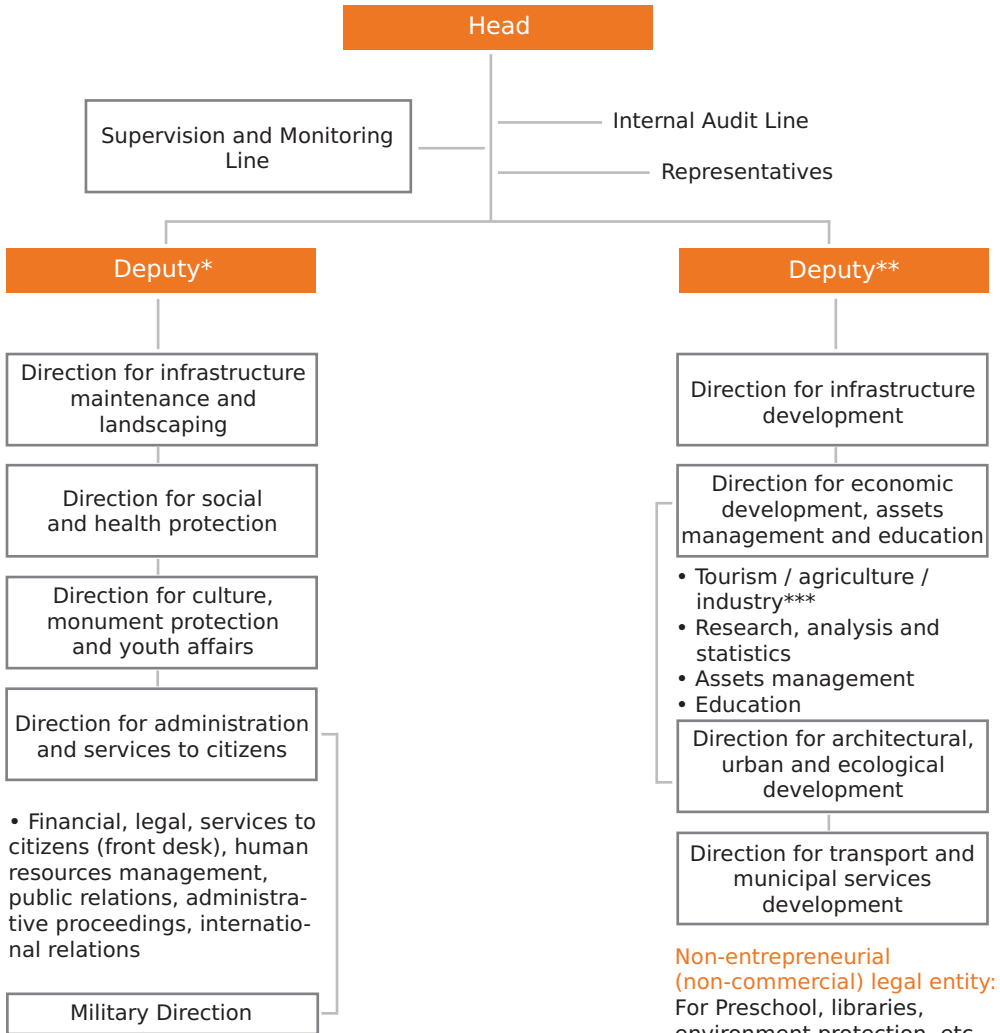 Head
Supervision and Monitoring
Line
Internal Audit Line
Representatives
Deputy*
Direction for infrastructure
maintenance and
landscaping
Direction for social
and health protection
Direction for culture,
monument protection
and youth affairs
Direction for administration
and services to citizens
• Financial, legal, services to
citizens (front desk), human
resources management,
public relations, administra-
tive proceedings, internatio-
nal relations
Military Direction
Deputy**
Direction for infrastructure
development
Direction for economic
development, assets
management and education
• Tourism / agriculture /
industry***
• Research, analysis and
statistics
• Assets management
• Education
Direction for architectural,
urban and ecological
development
Direction for transport and
municipal services
development
Non-entrepreneurial
(non-commercial) legal entity:
For Preschool, libraries,
environment protection, etc.